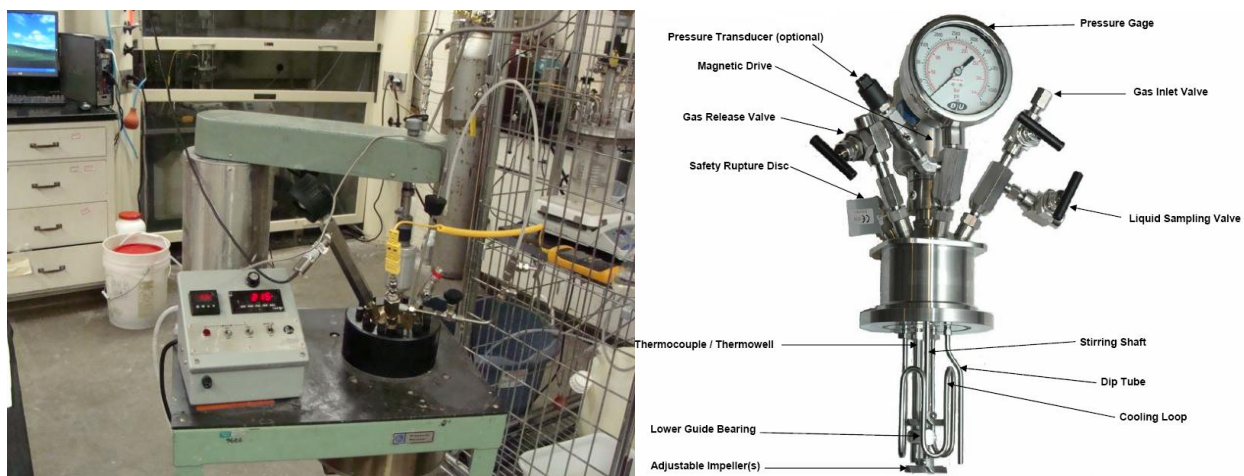 Pressure Gage
Pressure Transducer (optional)
Magnetic Drive
Gas Inlet Valve
Gas Release Valve
Safety Rupture Disc
Liquid Sampling Valve
Thermocouple / Thermowell
Stirring Shaft
Dip Tube
Cooling Loop
Lower Guide Bearing
Adjustable Impeller(s)